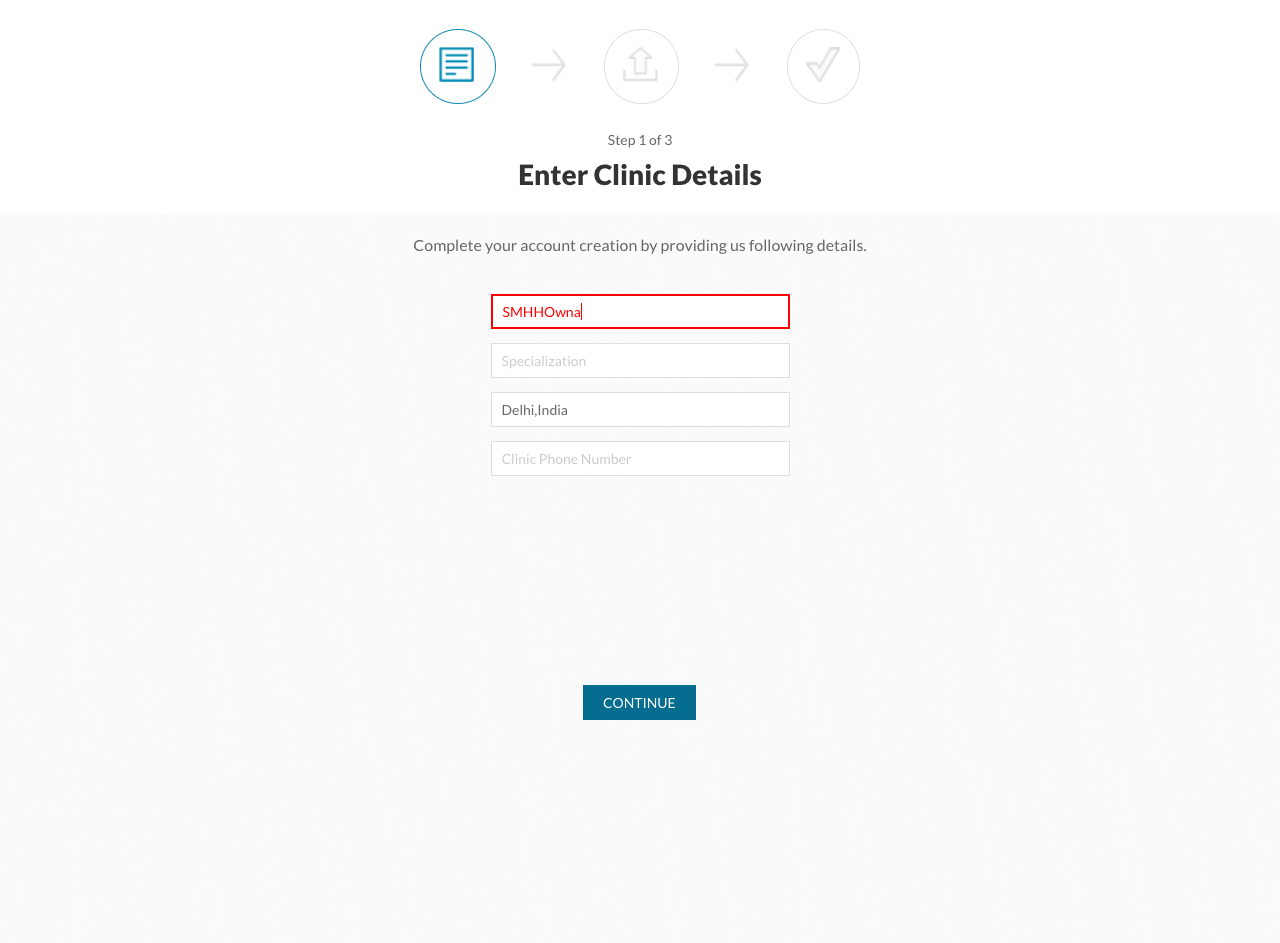 Step 1 of 3
Enter Clinic Details
Complete your account creation by providing us following details.
SMHHOwna
Specialization
Delhi,India
Clinic Phone Number
CONTINUE